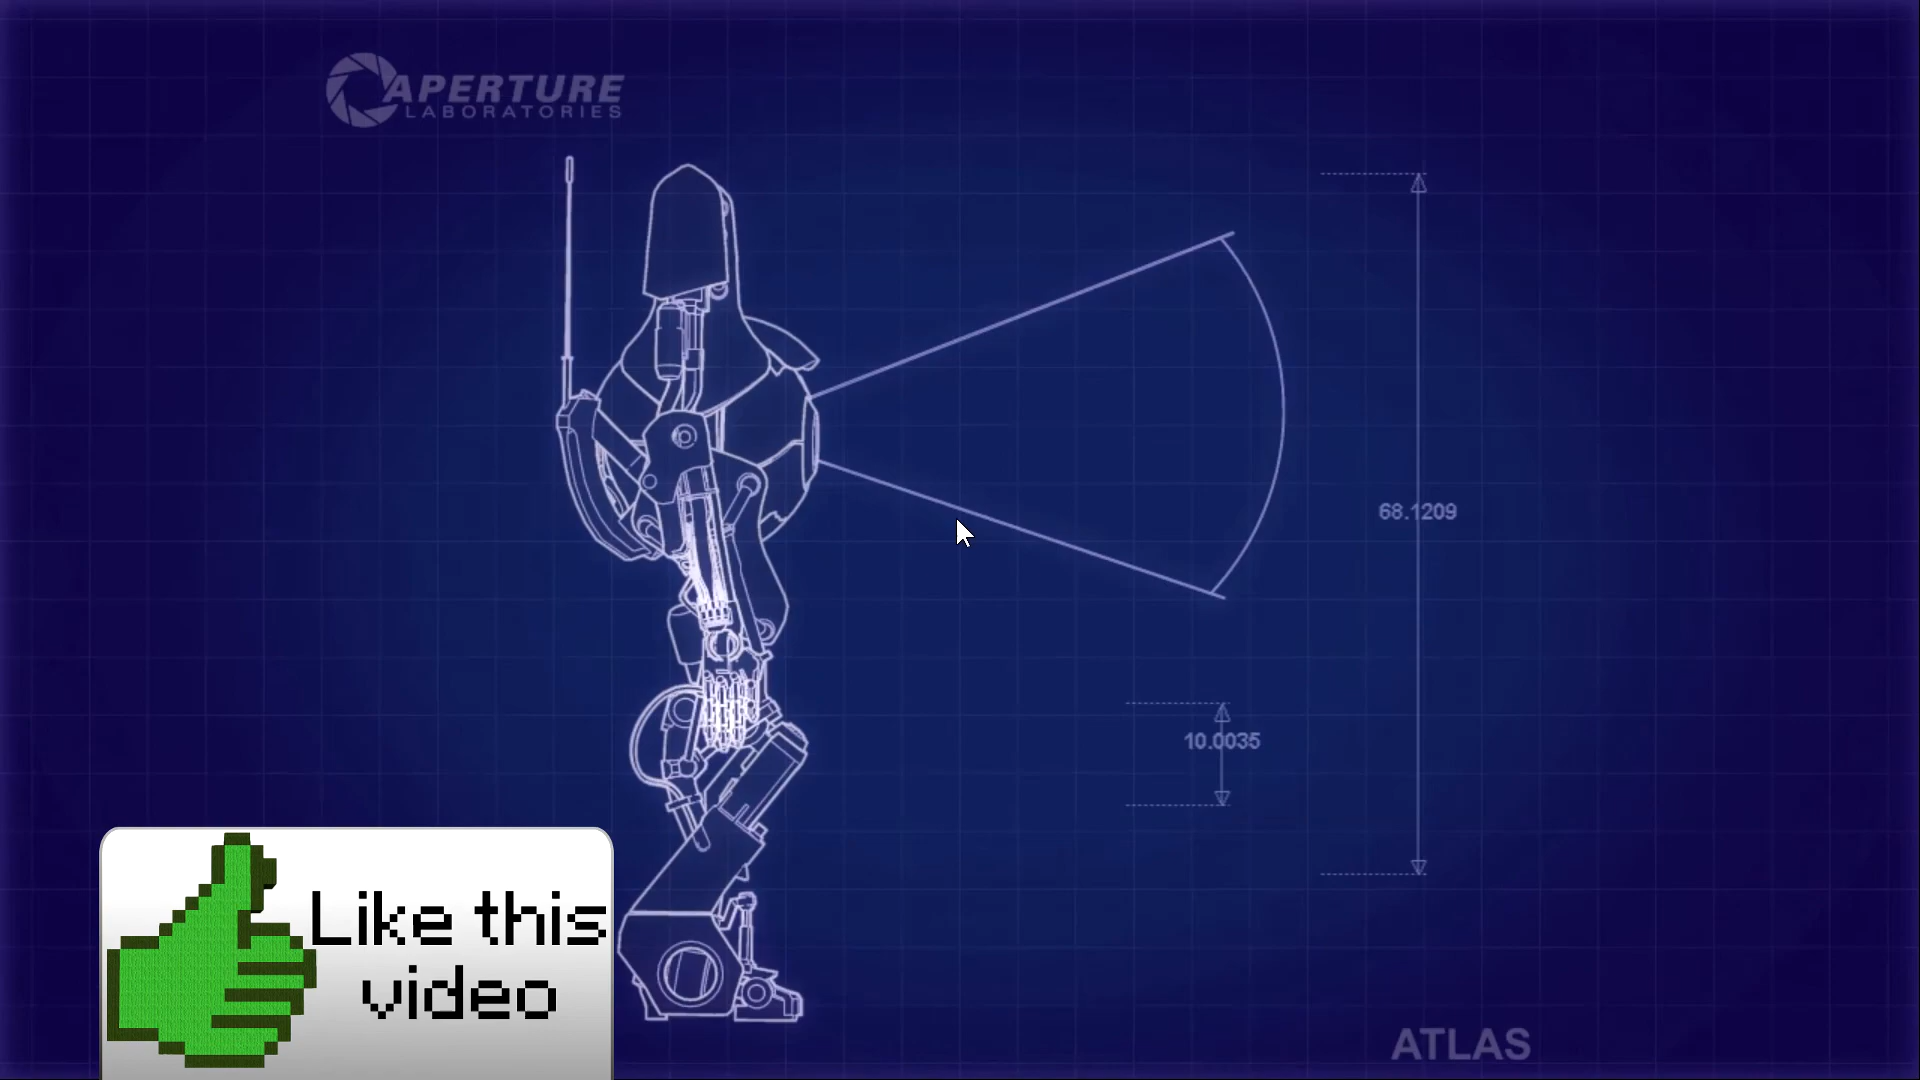 APERTURE
LABORATORIES
68.1209
10.0035
Like this
video
ATLAS